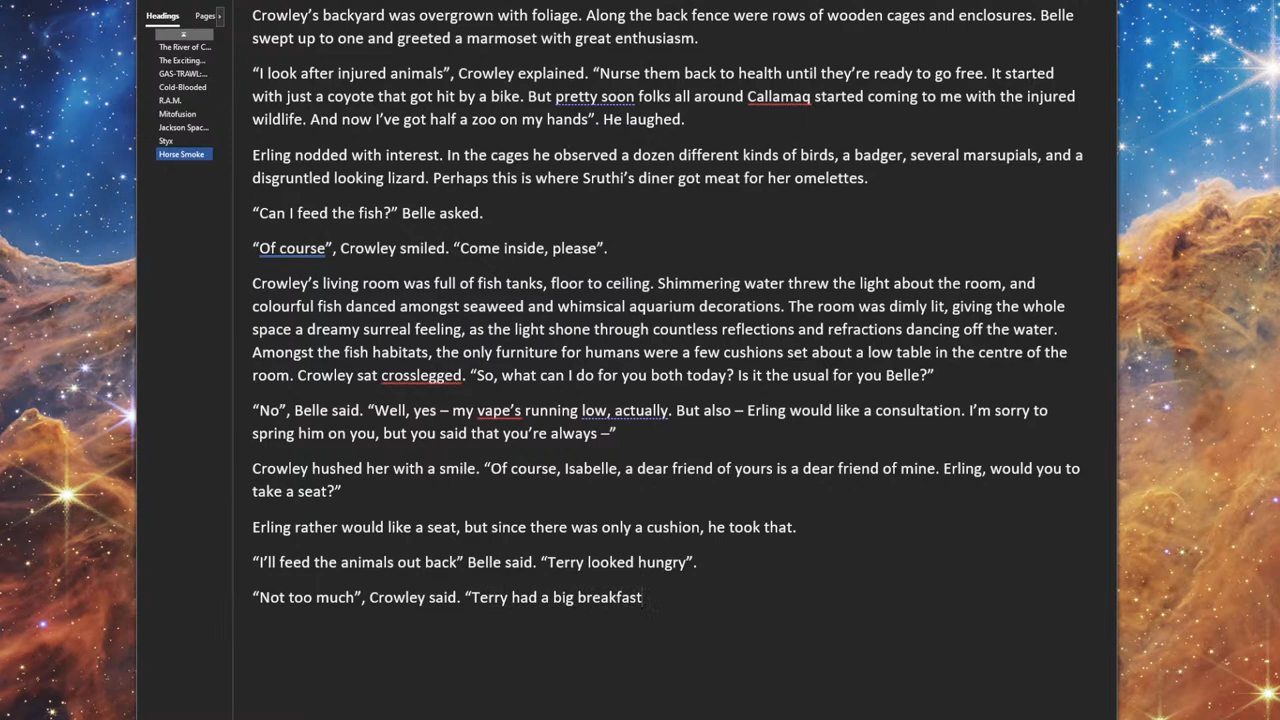 Headings
Pages
The River of C...
The Exciting...
GAS-TRAWL:...
Cold-Blooded
R.A.M.
Mitofusion
Jackson Spac...
Styx
Horse Smoke
Crowley’s backyard was overgrown with foliage. Along the back fence were rows of wooden cages and enclosures. Belle
swept up to one and greeted a marmoset with great enthusiasm.
“I look after injured animals”, Crowley explained. “Nurse them back to health until they’re ready to go free. It started
with just a coyote that got hit by a bike. But pretty soon folks all around Callamaq started coming to me with the injured
wildlife. And now I’ve got half a zoo on my hands”. He laughed.
Erling nodded with interest. In the cages he observed a dozen different kinds of birds, a badger, several marsupials, and a
disgruntled looking lizard. Perhaps this is where Sruthi’s diner got meat for her omelettes.
“Can I feed the fish?” Belle asked.
“Of course”, Crowley smiled. “Come inside, please”.
Crowley’s living room was full of fish tanks, floor to ceiling. Shimmering water threw the light about the room, and
colourful fish danced amongst seaweed and whimsical aquarium decorations. The room was dimly lit, giving the whole
space a dreamy surreal feeling, as the light shone through countless reflections and refractions dancing off the water.
Amongst the fish habitats, the only furniture for humans were a few cushions set about a low table in the centre of the
room. Crowley sat crosslegged. “So, what can I do for you both today? Is it the usual for you Belle?”
“No”, Belle said. “Well, yes – my vape’s running low, actually. But also – Erling would like a consultation. I’m sorry to
spring him on you, but you said that you’re always –”
Crowley hushed her with a smile. “Of course, Isabelle, a dear friend of yours is a dear friend of mine. Erling, would you to
take a seat?”
Erling rather would like a seat, but since there was only a cushion, he took that.
“I’ll feed the animals out back” Belle said. “Terry looked hungry”.
“Not too much”, Crowley said. “Terry had a big breakfast